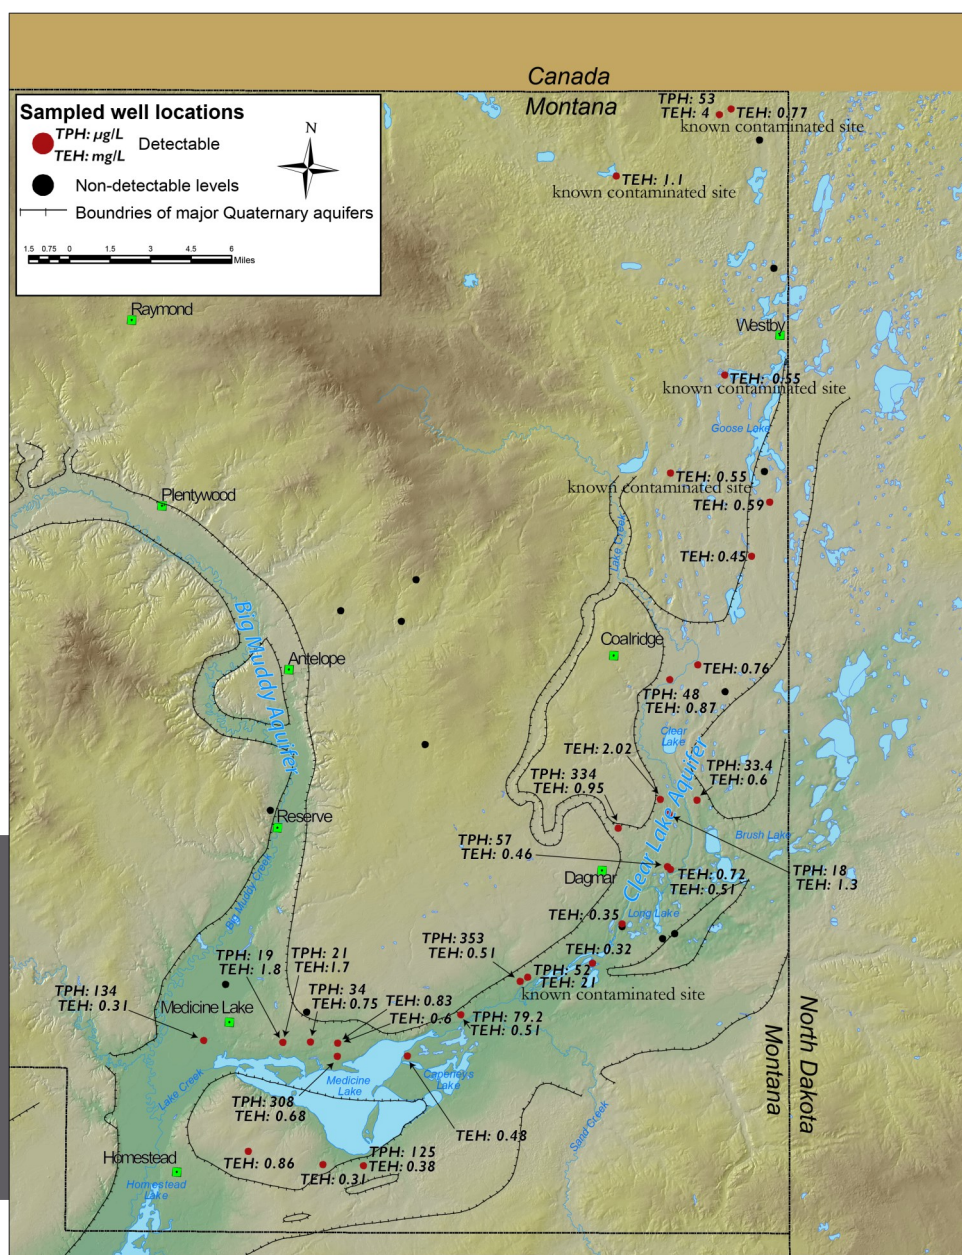 Canada
Montana
Sampled well locations
TPH: µg/L
TEH: mg/L
Detectable
Non-detectable levels
Boundries of major Quaternary aquifers
N
1.5 0.75 0 1.5 3 4.5 6
Miles
TPH: 53
TEH: 4
TEH: 0.77
known contaminated site
TEH: 1.1
known contaminated site
Raymond
Westby
TEH: 0.55
known contaminated site
Goose Lake
TEH: 0.55
known contaminated site
TEH: 0.59
Plentywood
Lake Creek
TEH: 0.45
Big Muddy Aquifer
Coalridge
Antelope
TEH: 0.76
TPH: 48
TEH: 0.87
Clear
Lake
TEH: 2.02
Clear Lake Aquifer
TPH: 33.4
TEH: 0.6
TPH: 334
TEH: 0.95
Reserve
Brush Lake
TPH: 57
TEH: 0.46
Dagmar
TEH: 0.72
TEH: 0.51
TPH: 18
TEH: 1.3
Big Muddy Creek
TEH: 0.35
Long Lake
TPH: 353
TEH: 0.51
TEH: 0.32
TPH: 19
TEH: 1.8
TPH: 21
TEH: 1.7
TPH: 52
TEH: 21
known contaminated site
TPH: 134
TEH: 0.31
TPH: 34
TEH: 0.75
TEH: 0.83
TEH: 0.6
Medicine Lake
TPH: 79.2
TEH: 0.51
Montana
North Dakota
Lake Creek
Medicine
Lake
Caperleys
Lake
TPH: 308
TEH: 0.68
TEH: 0.48
Sand Creek
TEH: 0.86
TEH: 0.31
TPH: 125
TEH: 0.38
Homestead
Homestead
Lake